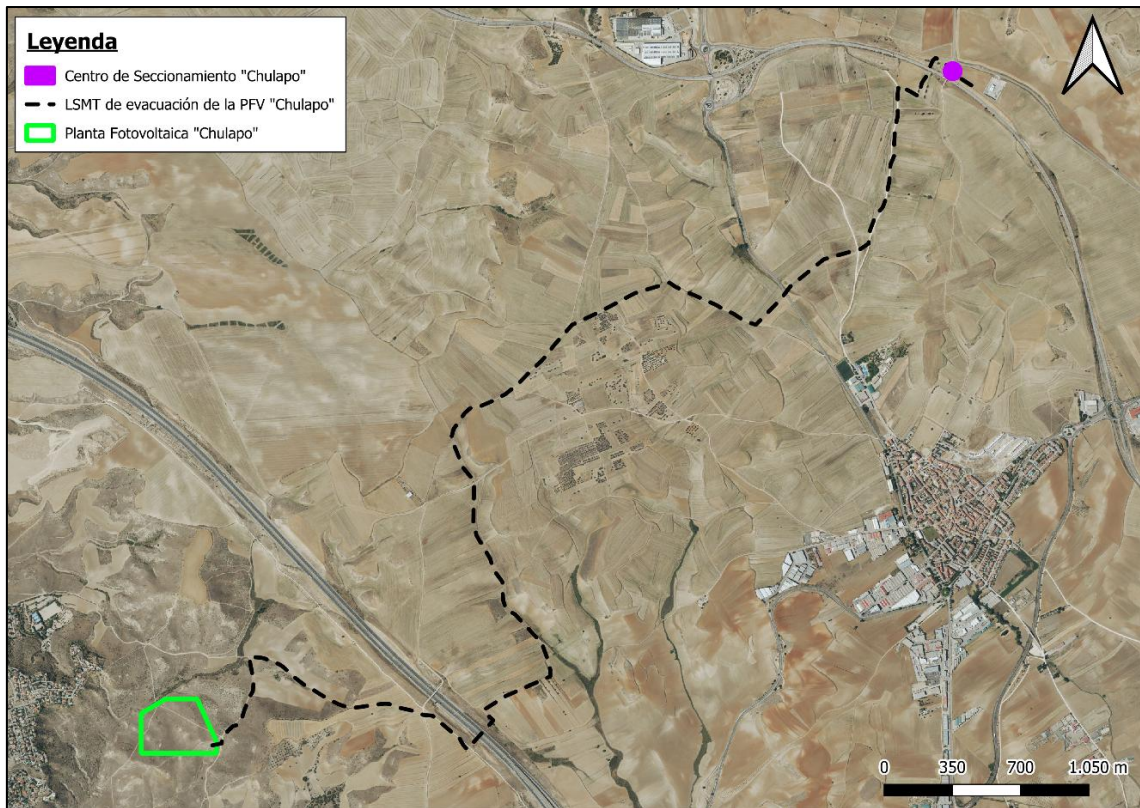 Leyenda
Centro de Seccionamiento "Chulapo"
LSMT de evacuación de la PFV "Chulapo"
Planta Fotovoltaica "Chulapo"
0 350 700 1.050 m